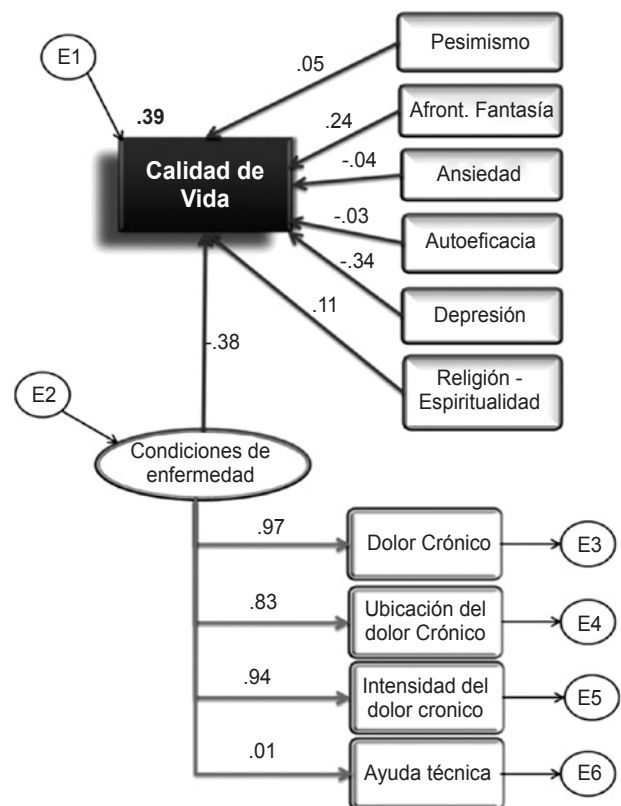 E1
.39
Calidad de
Vida
.05
Pesimismo
.24
Afront. Fantasía
-.04
Ansiedad
-.03
Autoeficacia
-.34
Depresión
.11
Religión -
Espiritualidad
-.38
E2
Condiciones de
enfermedad
.97
Dolor Crónico
E3
.83
Ubicación del
dolor Crónico
E4
.94
Intensidad del
dolor cronico
E5
.01
Ayuda técnica
E6